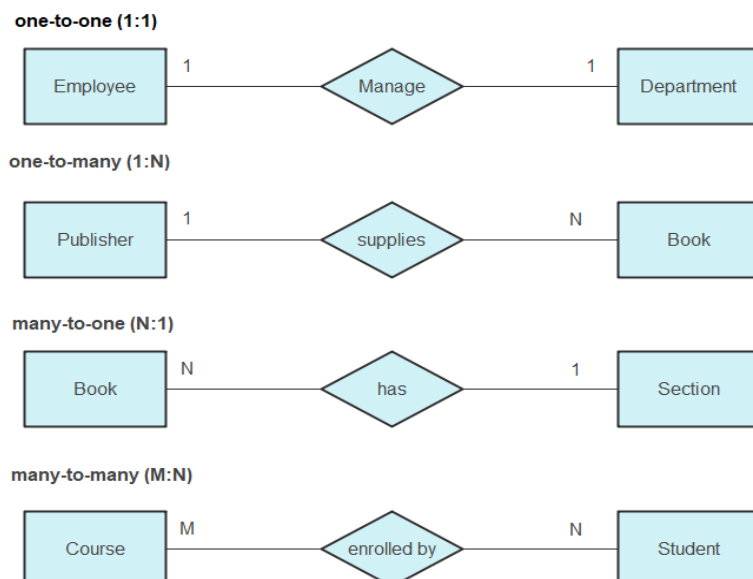 one-to-one (1:1)
1
1
Employee
Manage
Department
one-to-many (1:N)
1
N
Publisher
supplies
Book
many-to-one (N:1)
N
1
Book
has
Section
many-to-many (M:N)
M
N
Course
enrolled by
Student